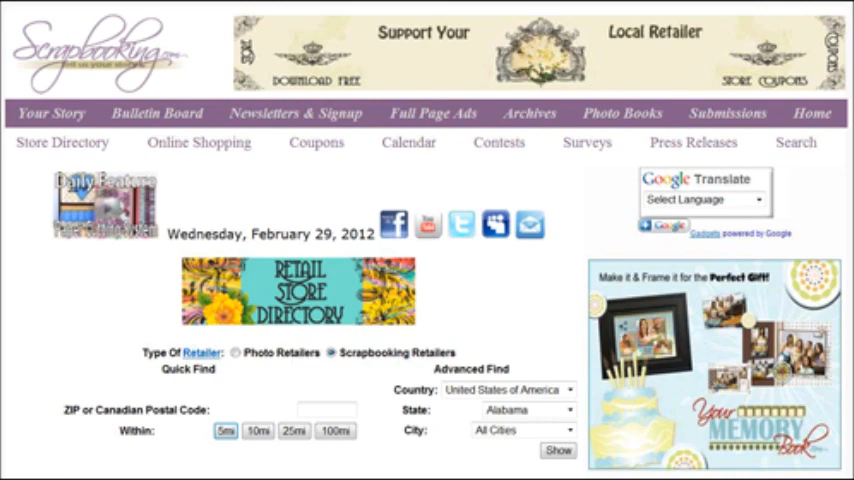 Scrapbooking.com
Support Your
Local Retailer
DOWNLOAD FREE
STORE COUPONS
COUPONS
Your Story Bulletin Board Newsletters & Signup Full Page Ads Archives Photo Books Submissions Home
Store Directory Online Shopping Coupons Calendar Contests Surveys Press Releases Search
Daily Feature
Wednesday, February 29, 2012
Google Translate
Select Language
Google
Gadgets powered by Google
RETAIL
STORE
DIRECTORY
Make it & Frame it for the Perfect Gift!
Type Of Retailer: Photo Retailers Scrapbooking Retailers
Quick Find
Advanced Find
Country: United States of America
ZIP or Canadian Postal Code:
State: Alabama
Within: 5mi 10mi 25mi 100mi
City: All Cities
Show
Your
MEMORY
Book